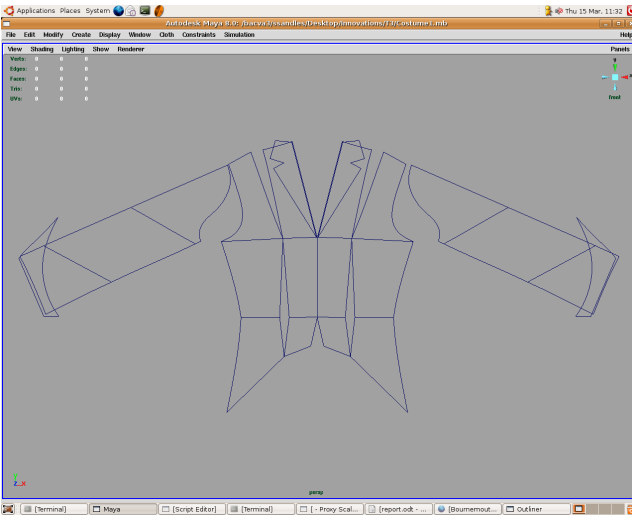 Applications Places System Thu 15 Mar, 11:32
Autodesk Maya 8.0: /bacva3/ssandles/Desktop/Innovations/T3/Costume1.mb
File Edit Modify Create Display Window Cloth Constraints Simulation Help
View Shading Lighting Show Renderer Panels
Verts: 0 0 0
Edges: 0 0 0
Faces: 0 0 0
Tris: 0 0 0
UVs: 0 0 0
y
x
front
y
Z X
persp
[Terminal] Maya [Script Editor] [Terminal] [ - Proxy Scal... [report.odt - ... [Bournemout... Outliner